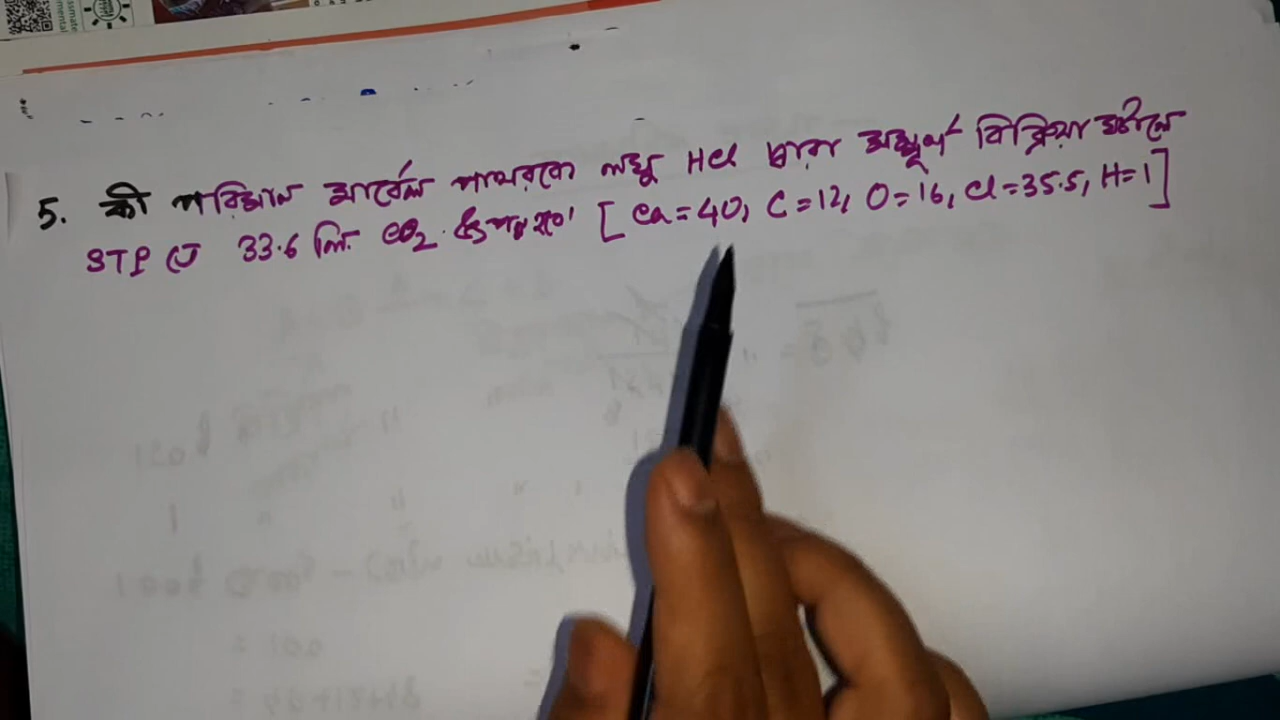 5. কী পরিমান মার্বেল পাথরকে লঘু HCl দ্বারা সম্পূর্ণ বিক্রিয়া ঘটালে
STP তে 33.6 লি. CO₂ উৎপন্ন হবে। [ Ca = 40, C = 12, O = 16, Cl = 35.5, H = 1 ]